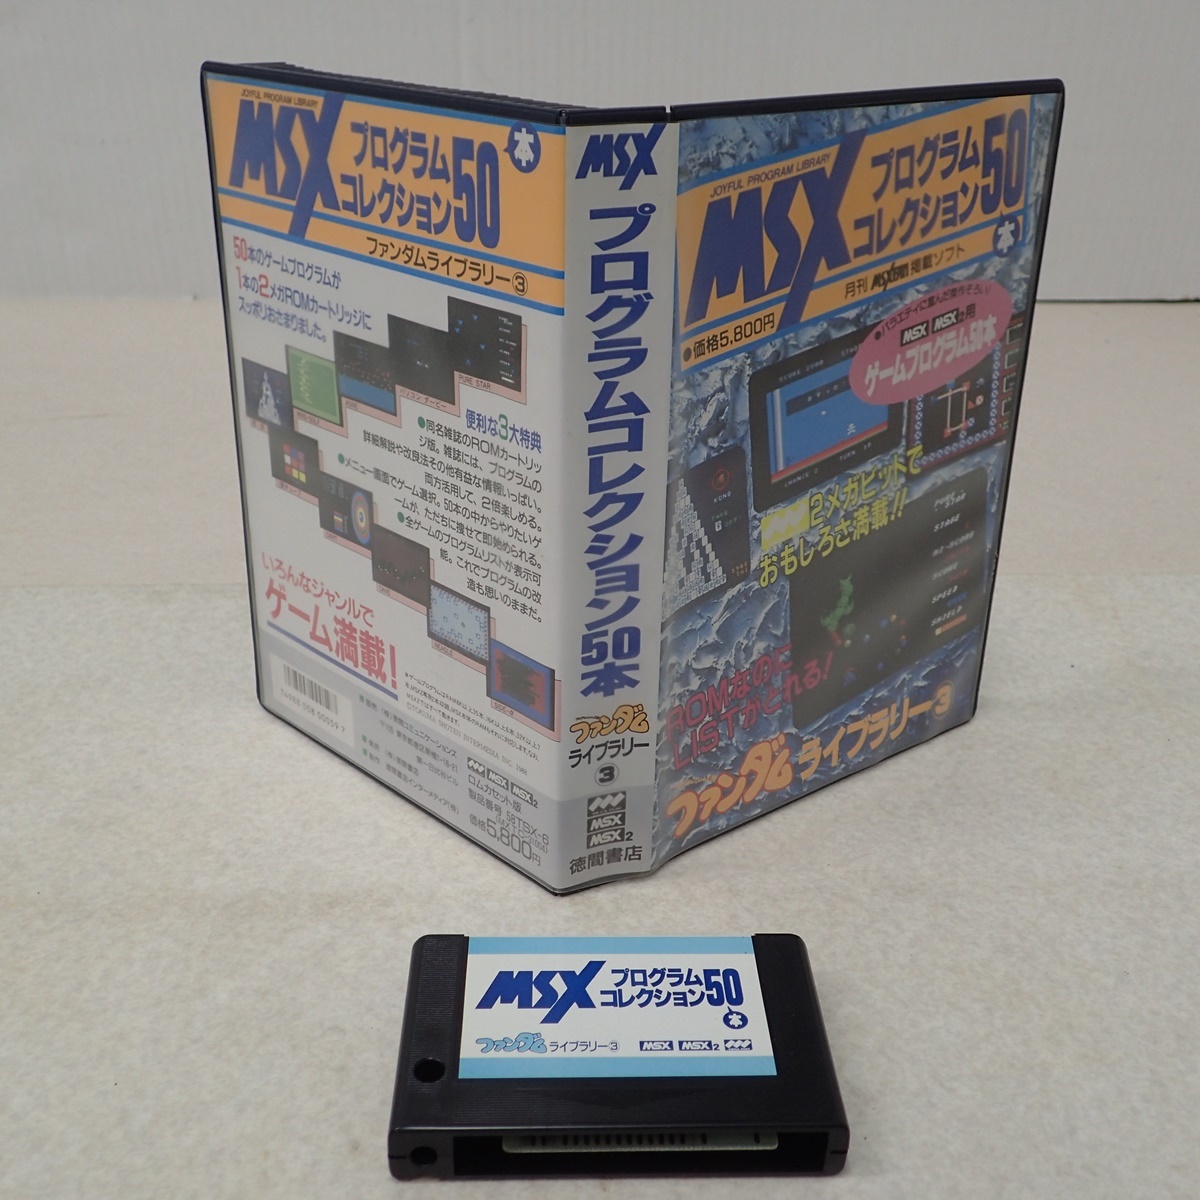 JOYFUL PROGRAM LIBRARY
MSX
プログラム
コレクション50本
ファンダムライブラリー③
50本のゲームプログラムが
1本の2メガROMカートリッジに
スッポリおさまりました。
PURE STAR
便利な3大特典
●同名雑誌のROMカートリッ
ジ版。雑誌には、プログラムの
詳細解説や改良法その他有益な情報いっぱい。
両方活用して、2倍楽しめる。
●メニュー画面でゲーム選択。50本の中からやりたいゲ
ームが、ただちに捜せて即始められる。
●全ゲームのプログラムリストが表示可
能。これでプログラムの改
造も思いのままだ。
いろんなジャンルで
ゲーム満載!
MSX MSX2
ロムカセット版
製品番号 58TSX-6
価格5,800円
MSX
プログラムコレクション50本
ファンダム
ライブラリー
③
MSX
MSX2
徳間書店
JOYFUL PROGRAM LIBRARY
MSX
プログラム
コレクション50本
月刊 MSX・FAN 掲載ソフト
●価格5,800円
●バラエティに富んだ傑作ぞろい
MSX MSX2用
ゲームプログラム50本
2メガビットで
おもしろさ満載!!
PURE
STAR
STAGE
HI-SCORE
SCORE
SPEED
SHIELD
ROMなのに
LISTがとれる!
ファンダム ライブラリー③
MSX
プログラム
コレクション50本
ファンダム ライブラリー③ MSX MSX2